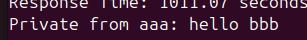 Response Time: 1011.07 seconds
Private from aaa: hello bbb